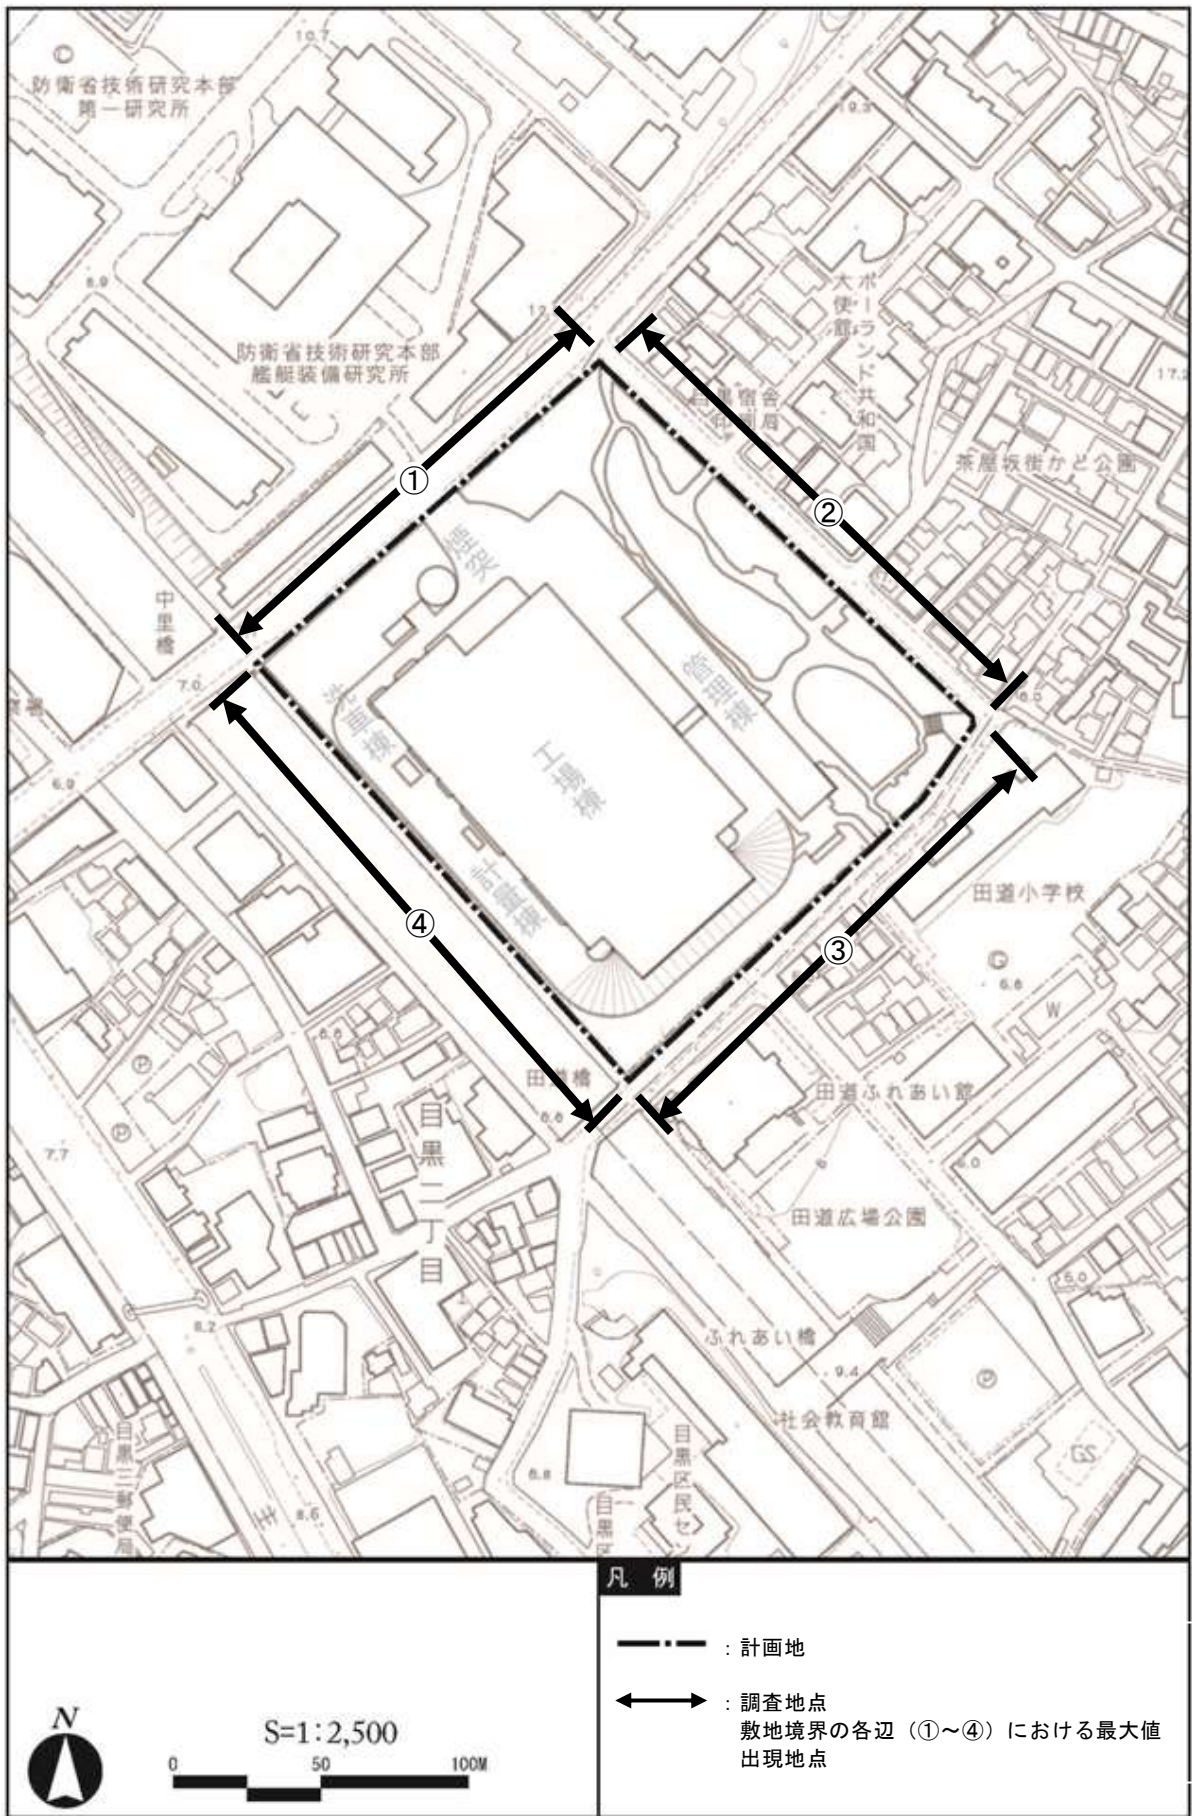 10.7
防衛省技術研究本部
第一研究所
19.3
8.9
防衛省技術研究本部
艦艇装備研究所
ポーランド共和国
大使館
17.2
茶屋坂街かど公園
①
②
煙突
中里橋
7.0
洗車棟
管理棟
工場棟
計量棟
6.9
④
③
田道小学校
G
6.8
W
田道橋
6.6
田道ふれあい館
目黒二丁目
P
P
7.7
6.0
田道広場公園
8.2
ふれあい橋
9.4
P
社会教育館
GS
目黒二郵便局
目黒区民セン
目黒区
6.8
8.6
凡 例
：計画地
：調査地点
敷地境界の各辺（①～④）における最大値
出現地点
N
S=1:2,500
0 50 100M